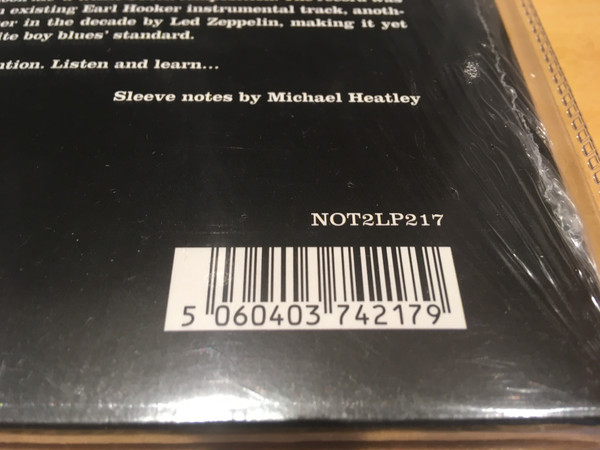 existing Earl Hooker instrumental track, anoth-
er in the decade by Led Zeppelin, making it yet
boy blues' standard.
Listen and learn...
Sleeve notes by Michael Heatley
NOT2LP217
5 060403 742179